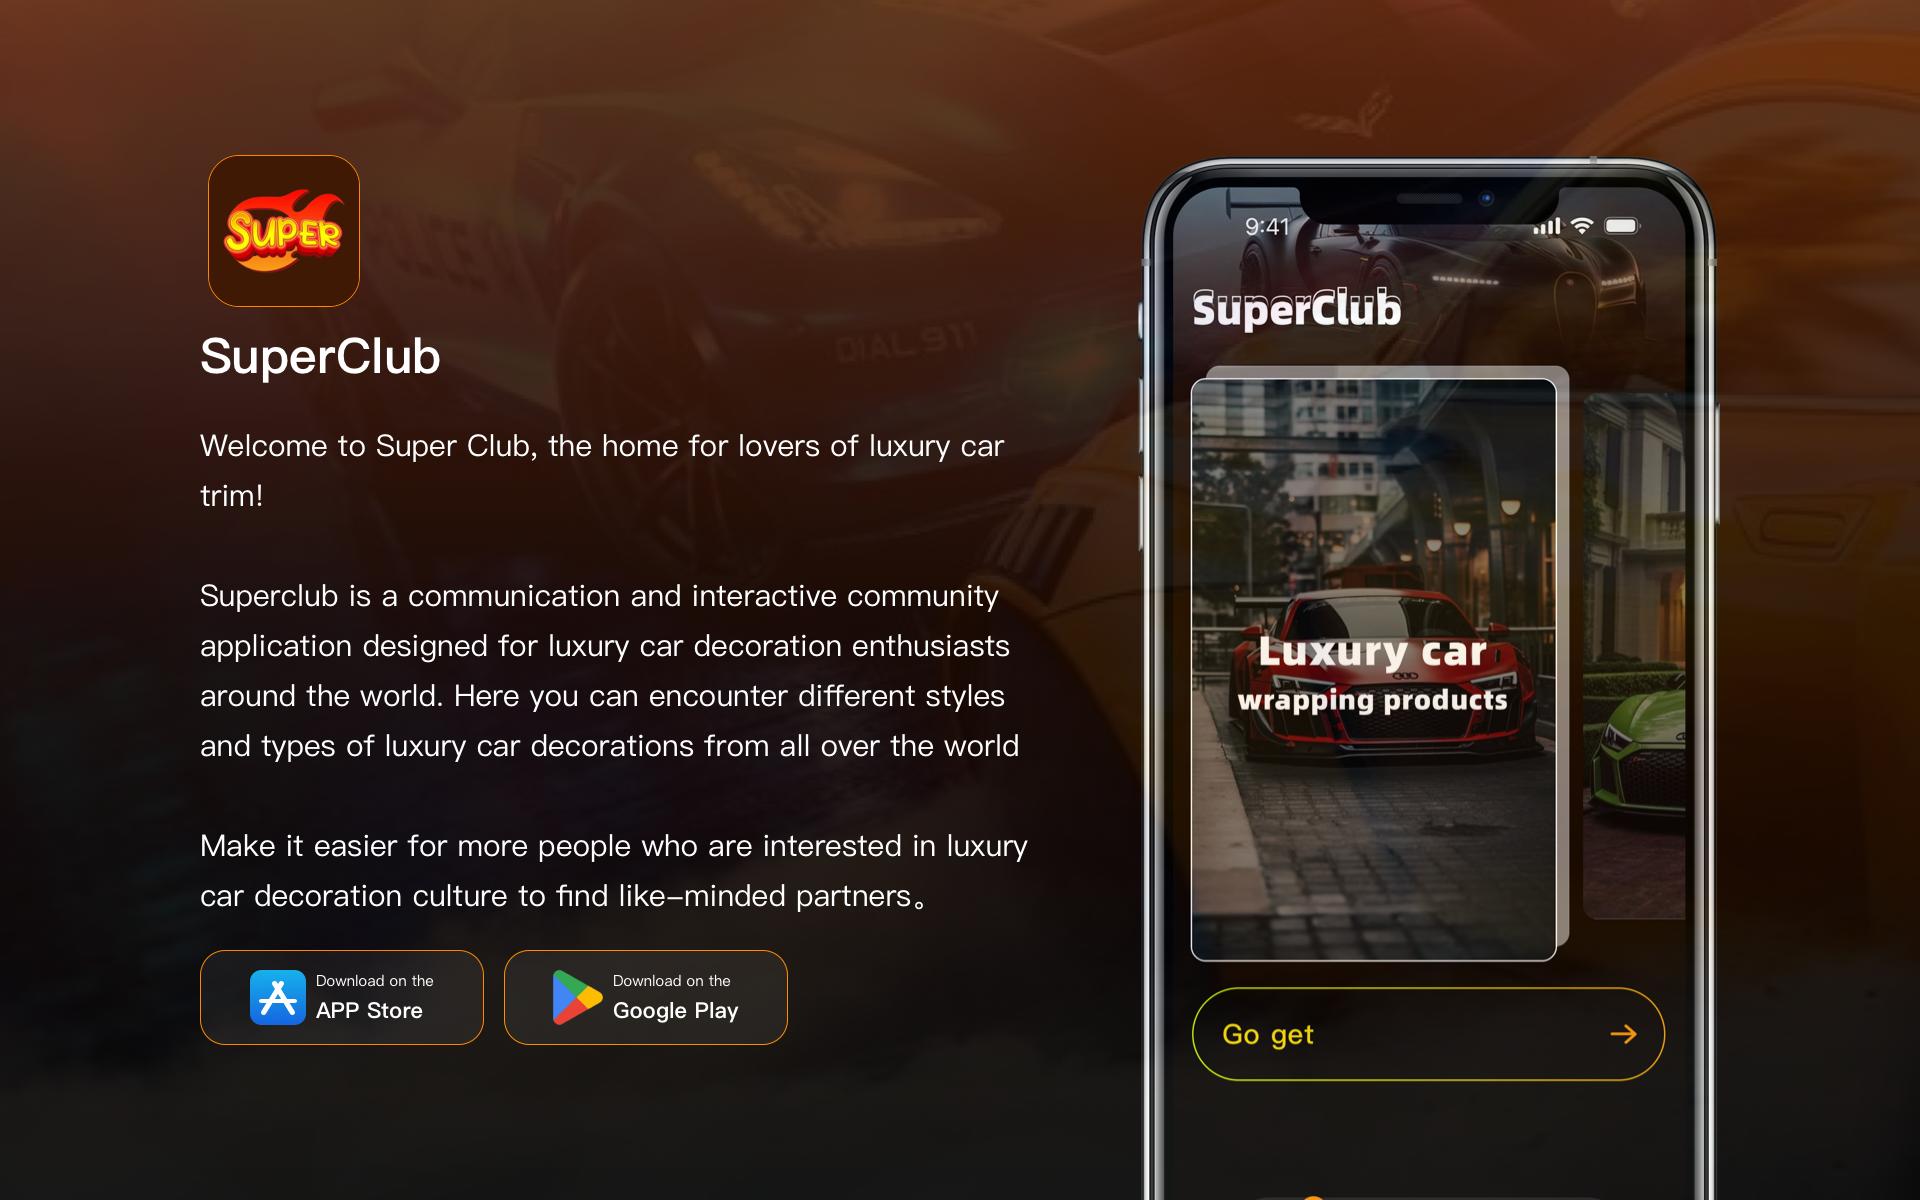 SUPER
SuperClub
Welcome to Super Club, the home for lovers of luxury car
trim!
Superclub is a communication and interactive community
application designed for luxury car decoration enthusiasts
around the world. Here you can encounter different styles
and types of luxury car decorations from all over the world
Make it easier for more people who are interested in luxury
car decoration culture to find like–minded partners。
Download on the
APP Store
Download on the
Google Play
DIAL 911
9:41
SuperClub
Luxury car
wrapping products
Go get